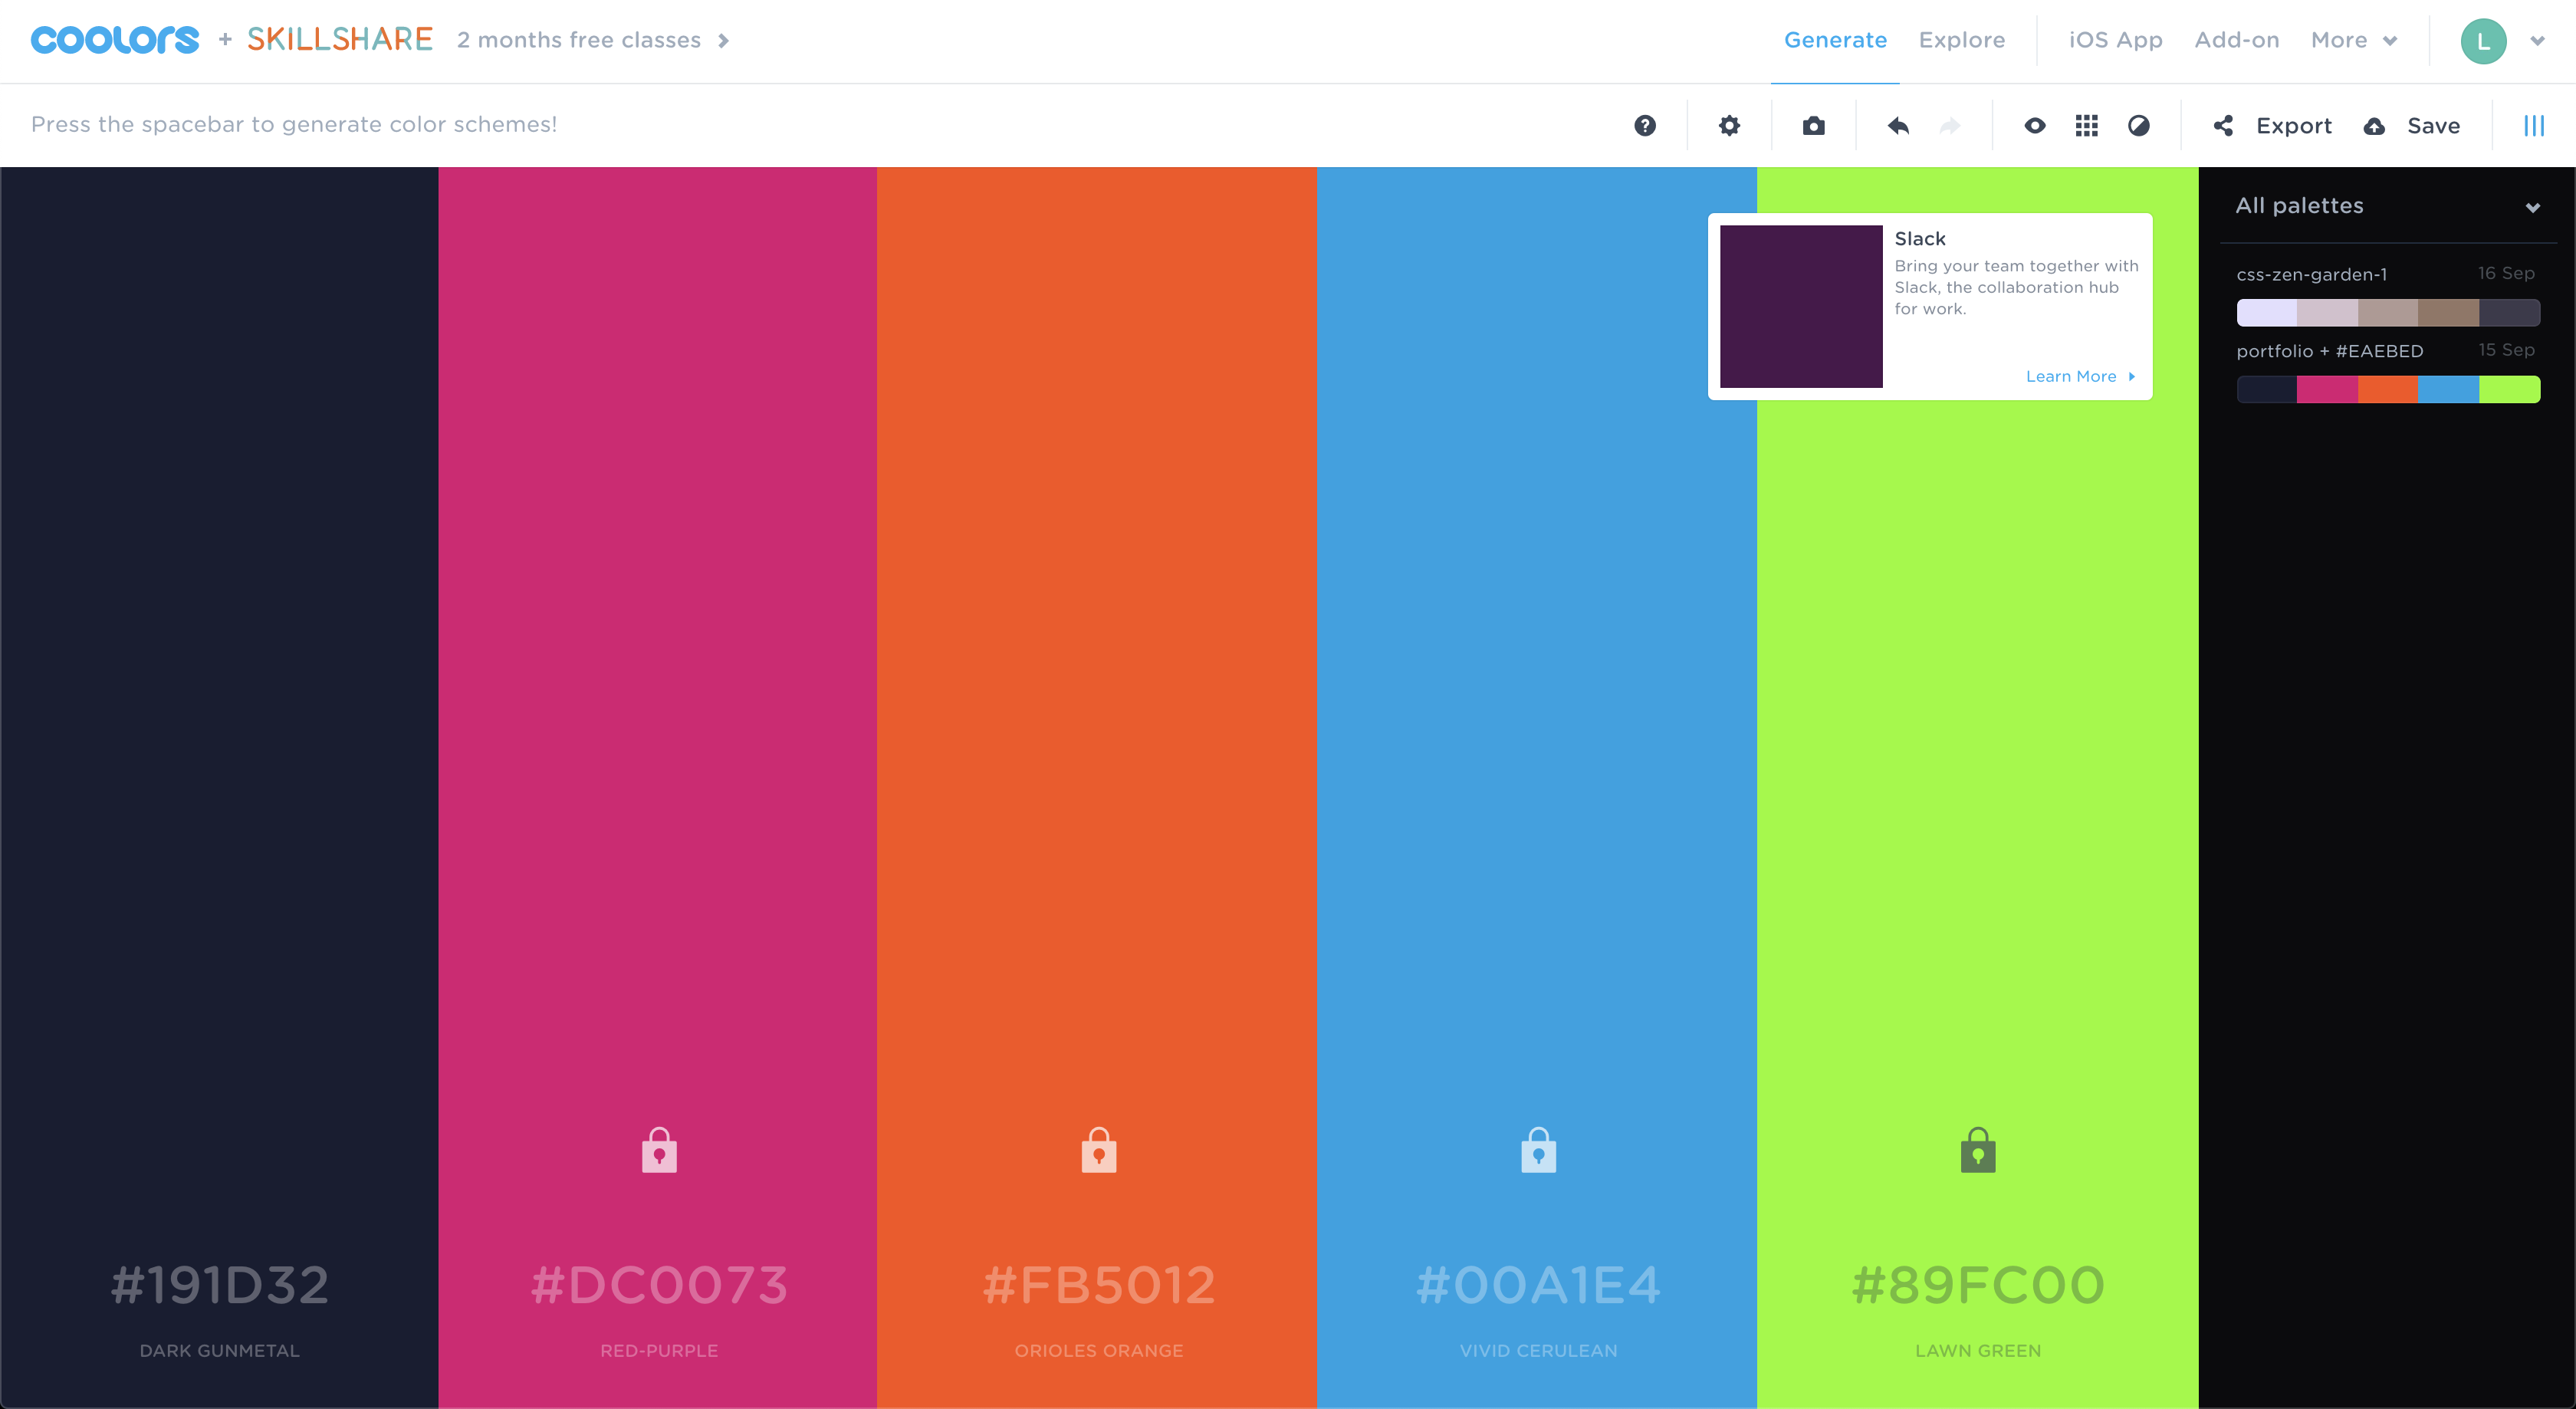 coolors + SKILLSHARE 2 months free classes
Generate Explore iOS App Add-on More L
Press the spacebar to generate color schemes!
? Export Save
All palettes
Slack
Bring your team together with
Slack, the collaboration hub
for work.
Learn More
css-zen-garden-1 16 Sep
portfolio + #EAEBED 15 Sep
#191D32 #DC0073 #FB5012 #00A1E4 #89FC00
DARK GUNMETAL RED-PURPLE ORIOLES ORANGE VIVID CERULEAN LAWN GREEN